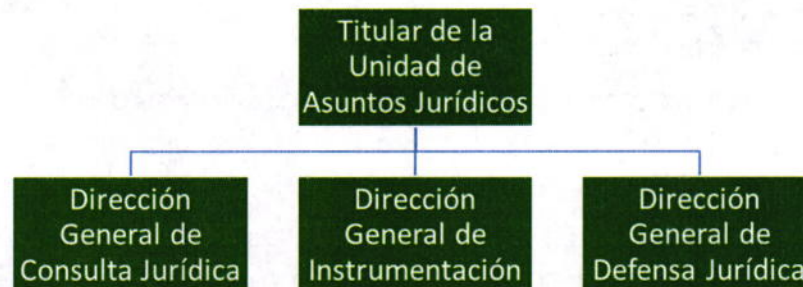 Titular de la
Unidad de
Asuntos Jurídicos
Dirección
General de
Consulta Jurídica
Dirección
General de
Instrumentación
Dirección
General de
Defensa Jurídica